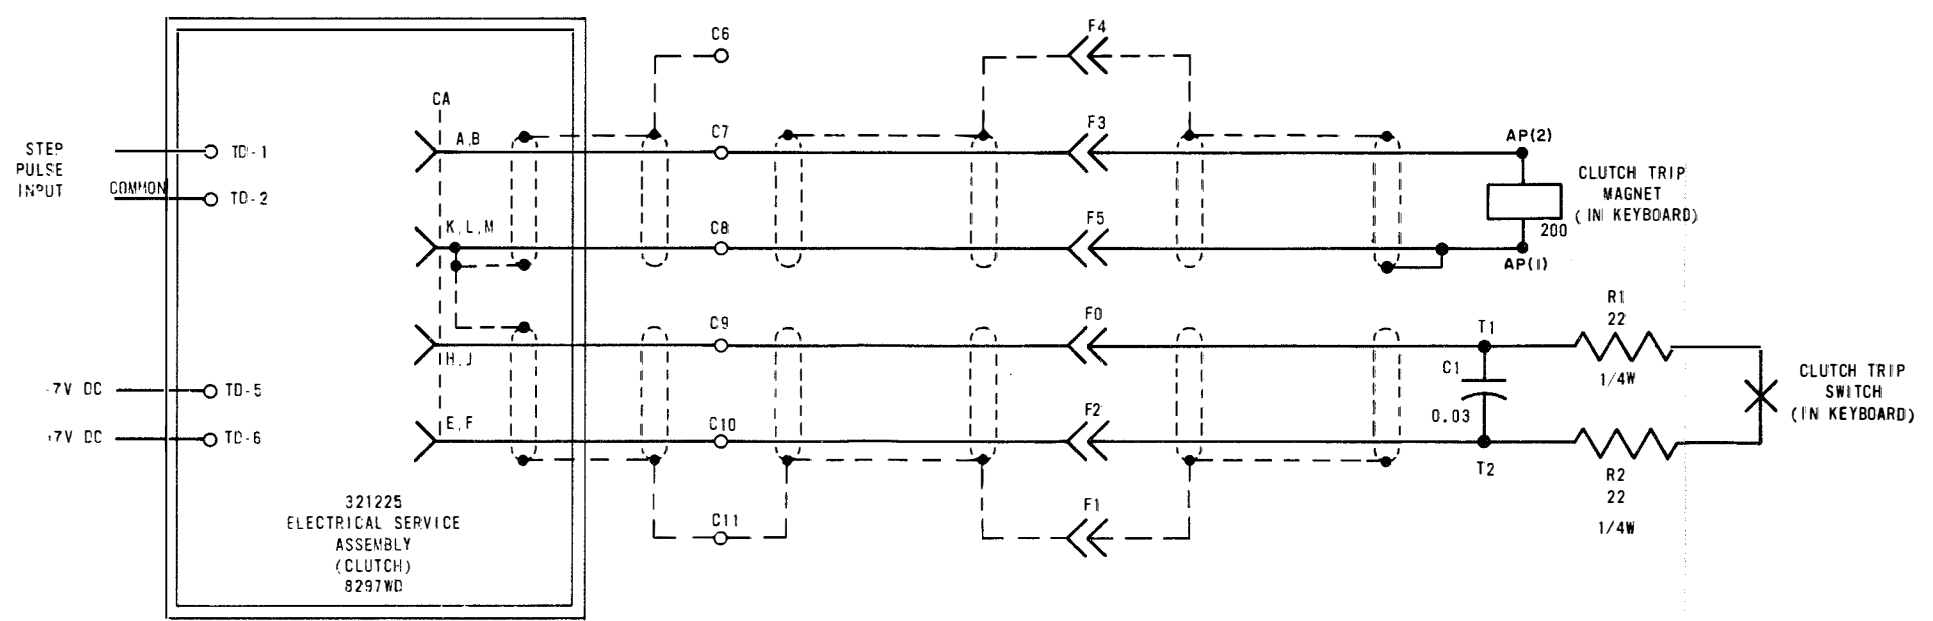 STEP
PULSE
INPUT
COMMON
TD-1
TD-2
-7V DC
+7V DC
TD-5
TD-6
321225
ELECTRICAL SERVICE
ASSEMBLY
(CLUTCH)
8297WD
CA
A,B
K,L,M
H,J
E,F
C6
C7
C8
C9
C10
C11
F4
F3
F5
F0
F2
F1
AP(2)
CLUTCH TRIP
MAGNET
(IN KEYBOARD)
200
AP(1)
R1
22
1/4W
T1
C1
0.03
T2
R2
22
1/4W
CLUTCH TRIP
SWITCH
(IN KEYBOARD)